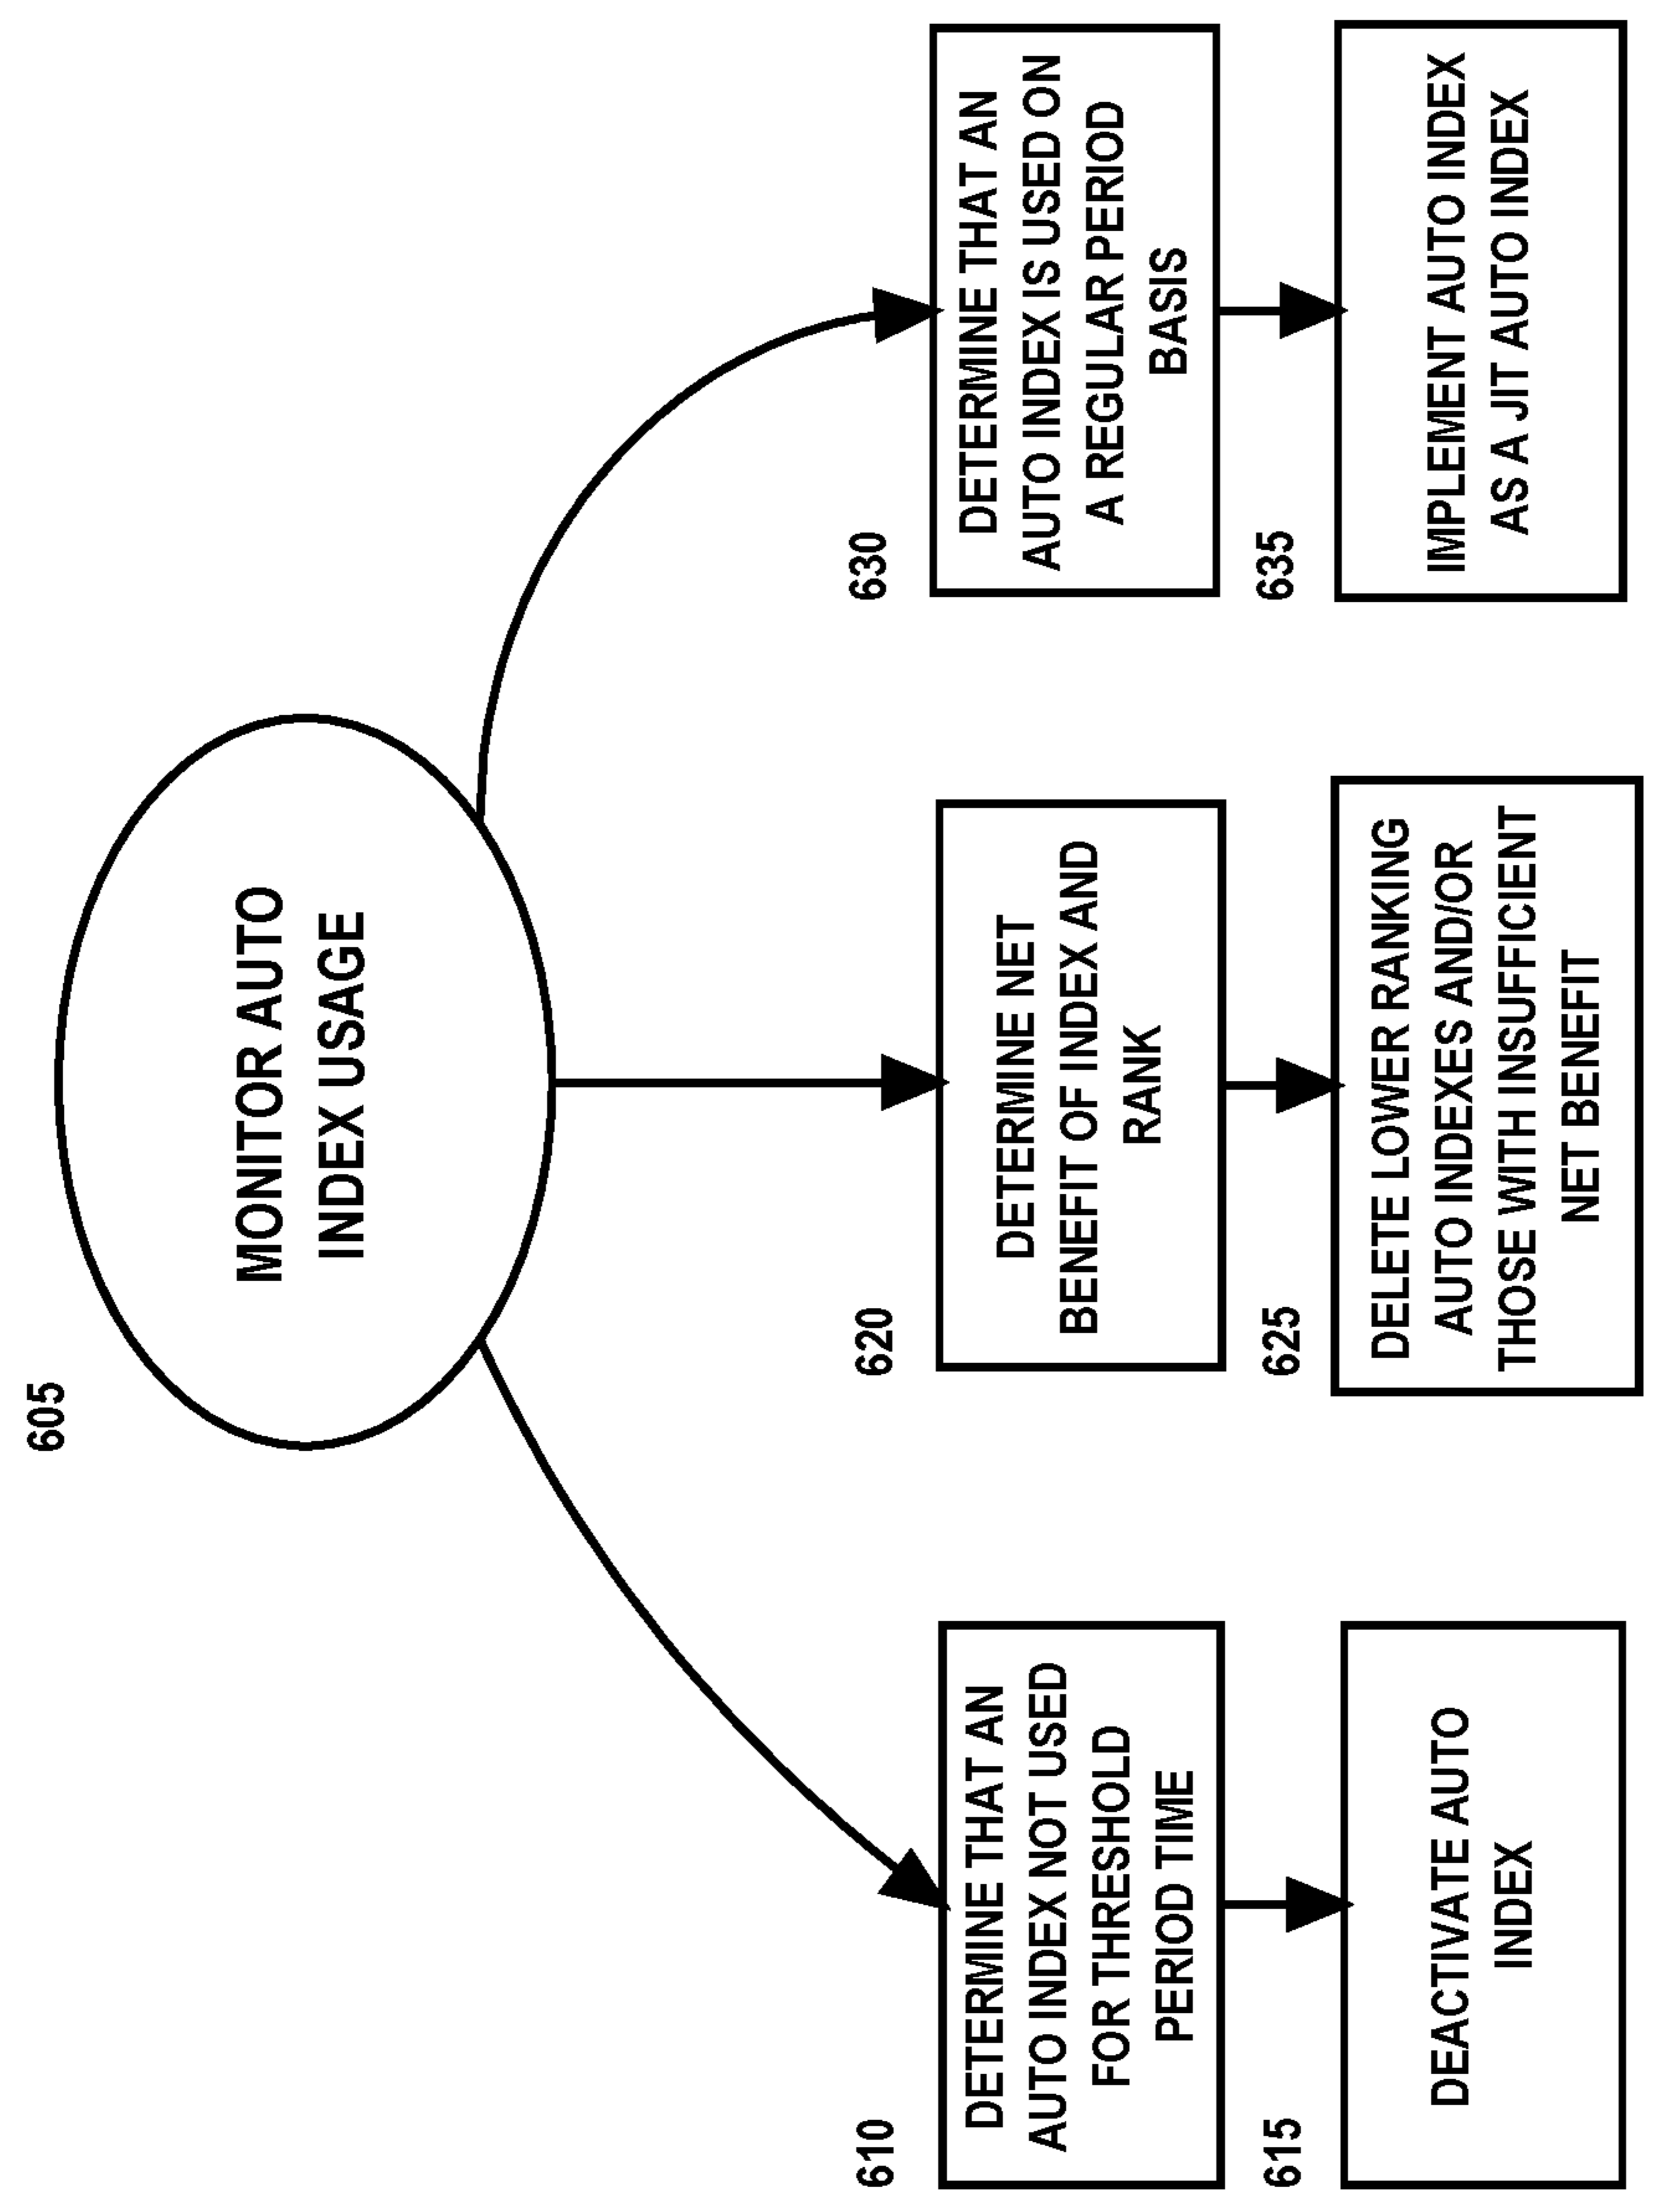 605
MONITOR AUTO
INDEX USAGE
610
DETERMINE THAT AN
AUTO INDEX NOT USED
FOR THRESHOLD
PERIOD TIME
615
DEACTIVATE AUTO
INDEX
620
DETERMINE NET
BENEFIT OF INDEX AND
RANK
625
DELETE LOWER RANKING
AUTO INDEXES AND/OR
THOSE WITH INSUFFICIENT
NET BENEFIT
630
DETERMINE THAT AN
AUTO INDEX IS USED ON
A REGULAR PERIOD
BASIS
635
IMPLEMENT AUTO INDEX
AS A JIT AUTO INDEX